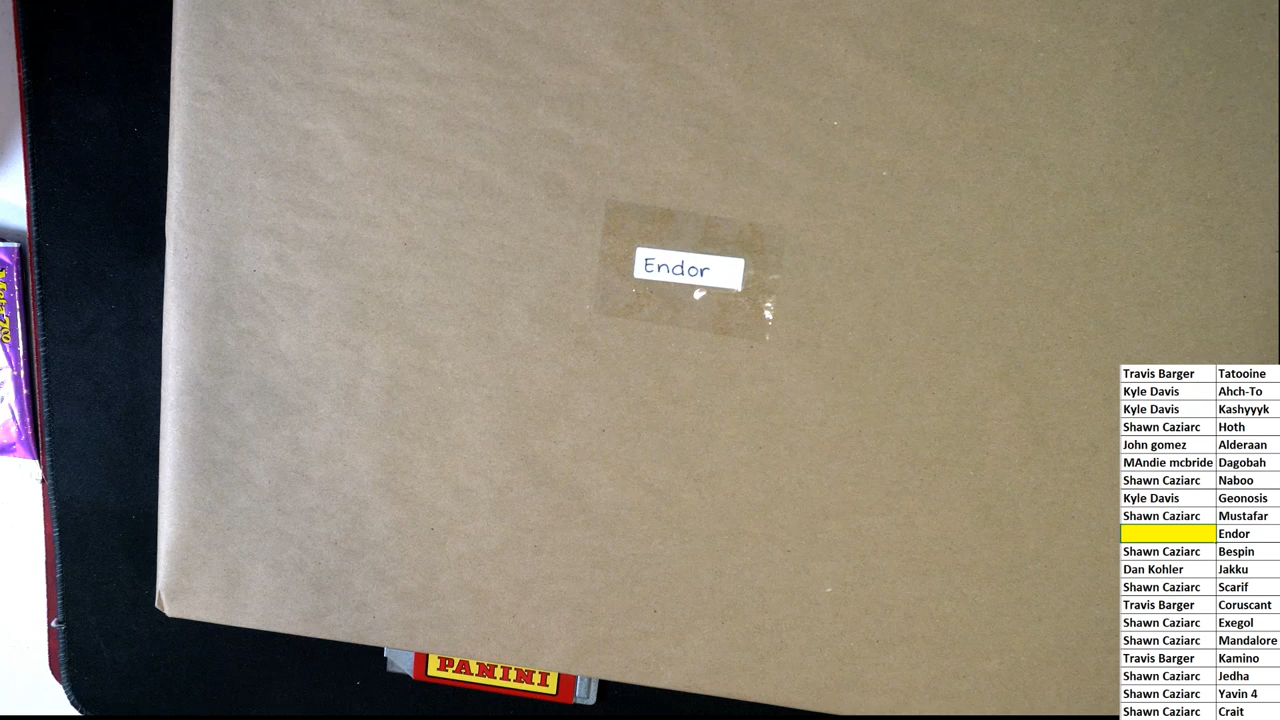 Endor
PANINI
Travis Barger Tatooine
Kyle Davis Ahch-To
Kyle Davis Kashyyyk
Shawn Caziarc Hoth
John gomez Alderaan
MAndie mcbride Dagobah
Shawn Caziarc Naboo
Kyle Davis Geonosis
Shawn Caziarc Mustafar
Endor
Shawn Caziarc Bespin
Dan Kohler Jakku
Shawn Caziarc Scarif
Travis Barger Coruscant
Shawn Caziarc Exegol
Shawn Caziarc Mandalore
Travis Barger Kamino
Shawn Caziarc Jedha
Shawn Caziarc Yavin 4
Shawn Caziarc Crait